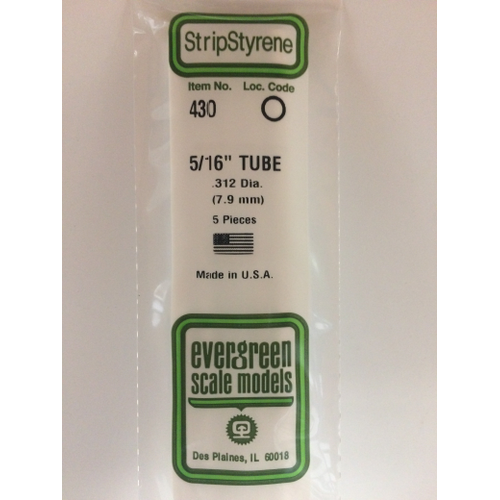 StripStyrene
Item No. Loc. Code
430
5/16" TUBE
.312 Dia.
(7.9 mm)
5 Pieces
Made in U.S.A.
evergreen
scale models
Des Plaines, IL 60018